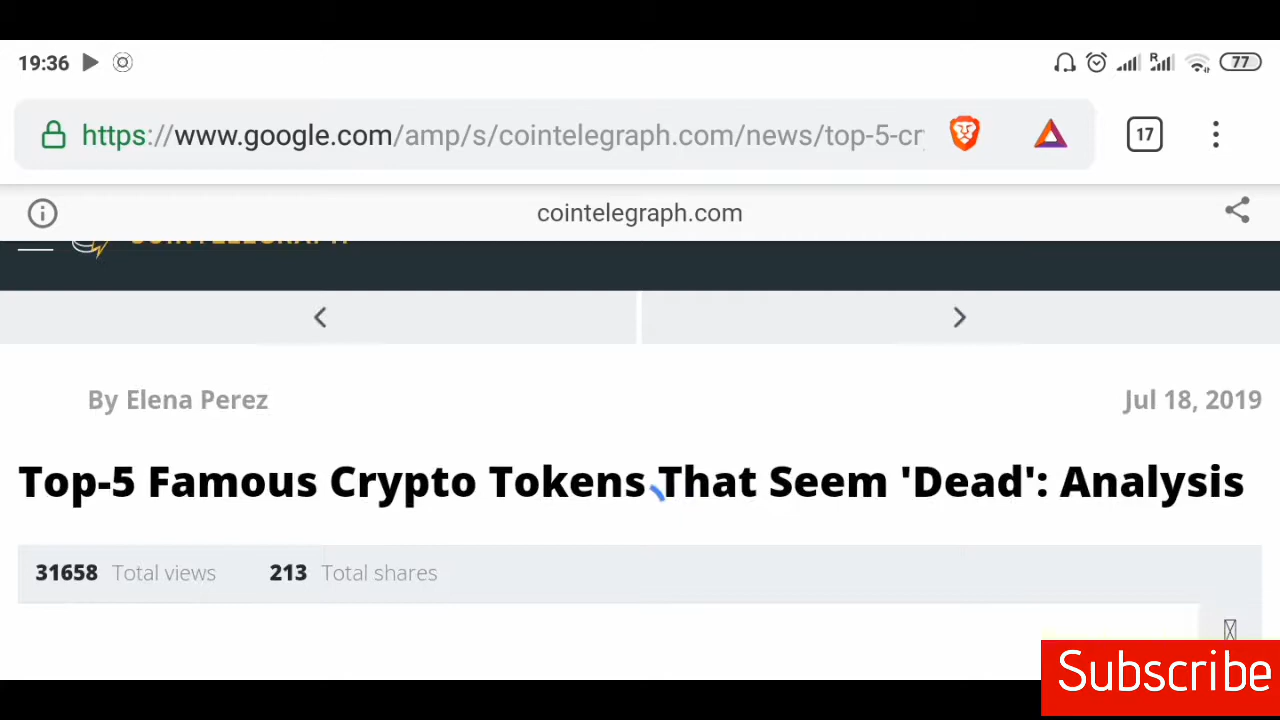 19:36
R
77
https://www.google.com/amp/s/cointelegraph.com/news/top-5-cr
17
cointelegraph.com
COINTELEGRAPH
By Elena Perez
Jul 18, 2019
Top-5 Famous Crypto Tokens That Seem 'Dead': Analysis
31658 Total views 213 Total shares
Subscribe